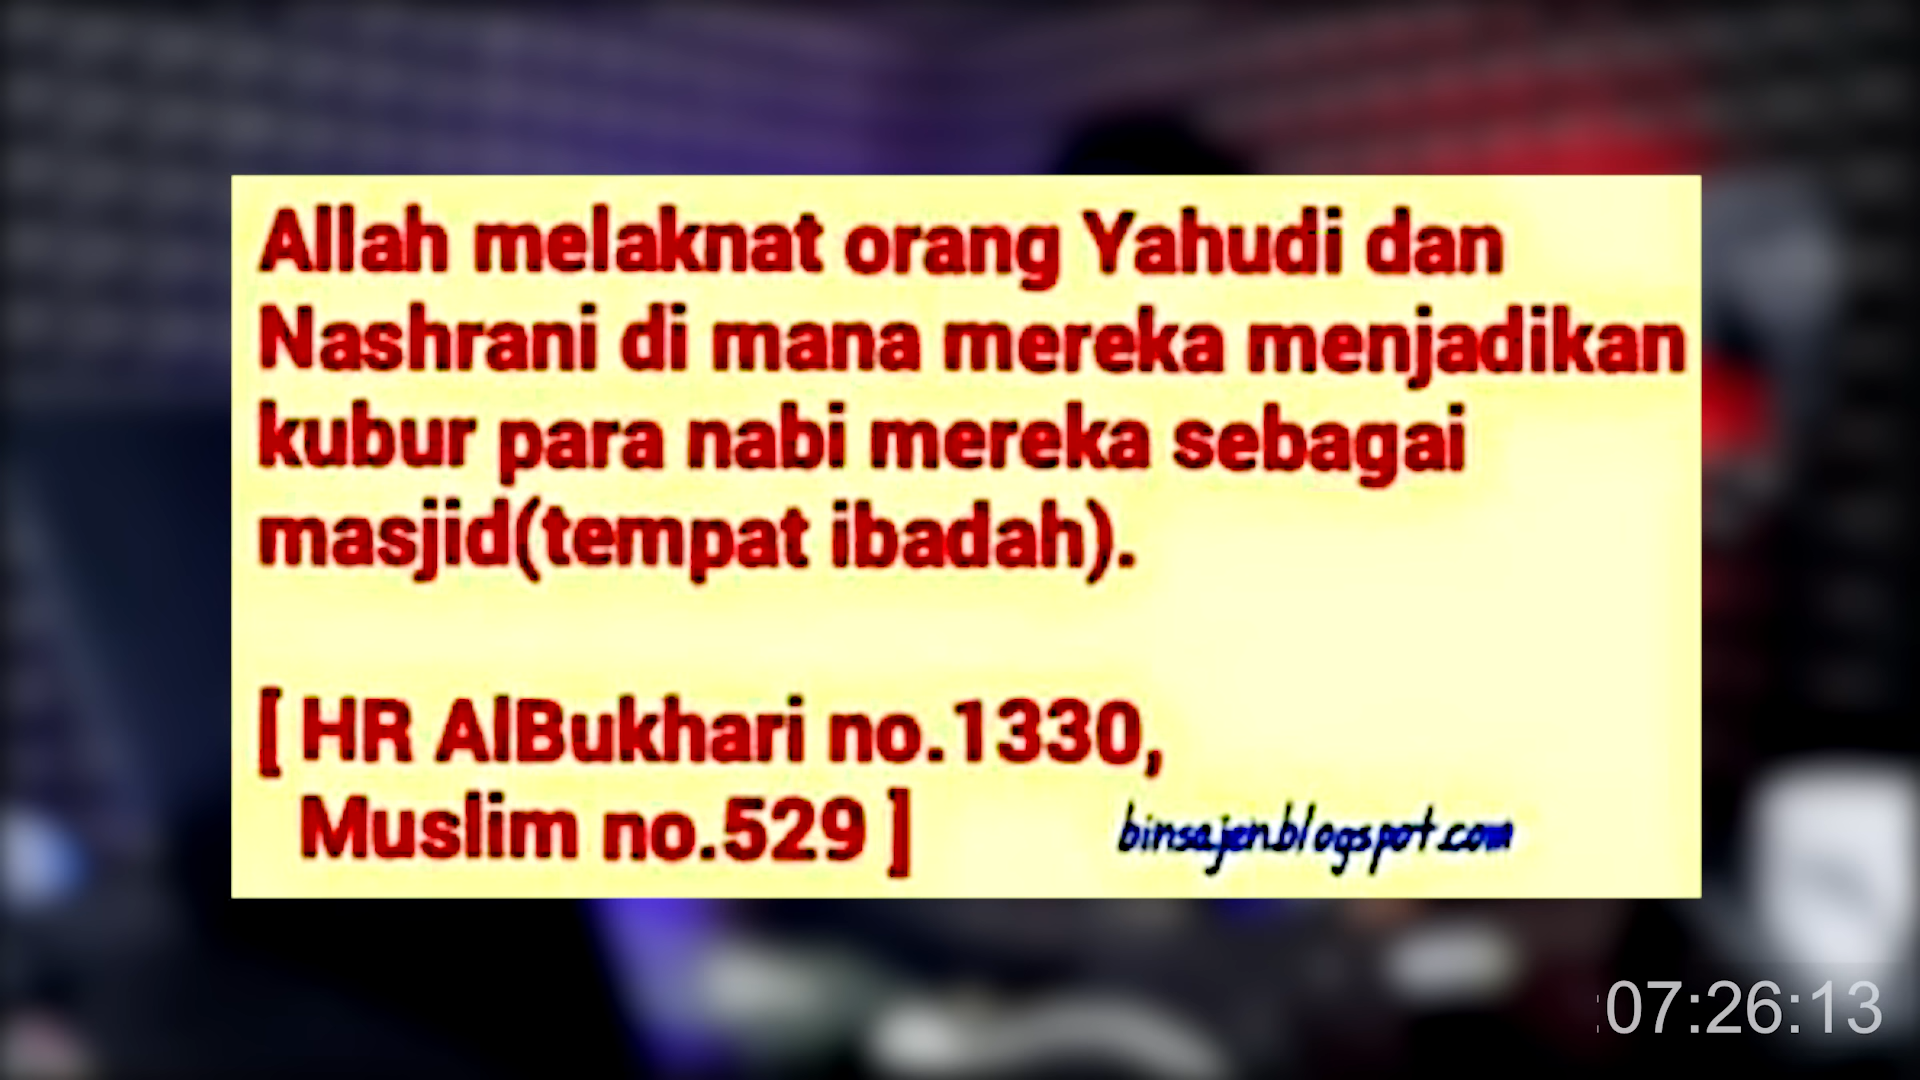 Allah melaknat orang Yahudi dan
Nashrani di mana mereka menjadikan
kubur para nabi mereka sebagai
masjid(tempat ibadah).
[ HR AlBukhari no.1330,
Muslim no.529 ]
binsajen.blogspot.com
:07:26:13